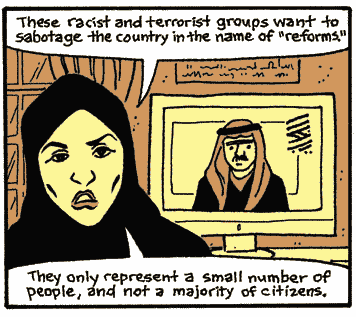 These racist and terrorist groups want to
sabotage the country in the name of "reforms."
They only represent a small number of
people, and not a majority of citizens.